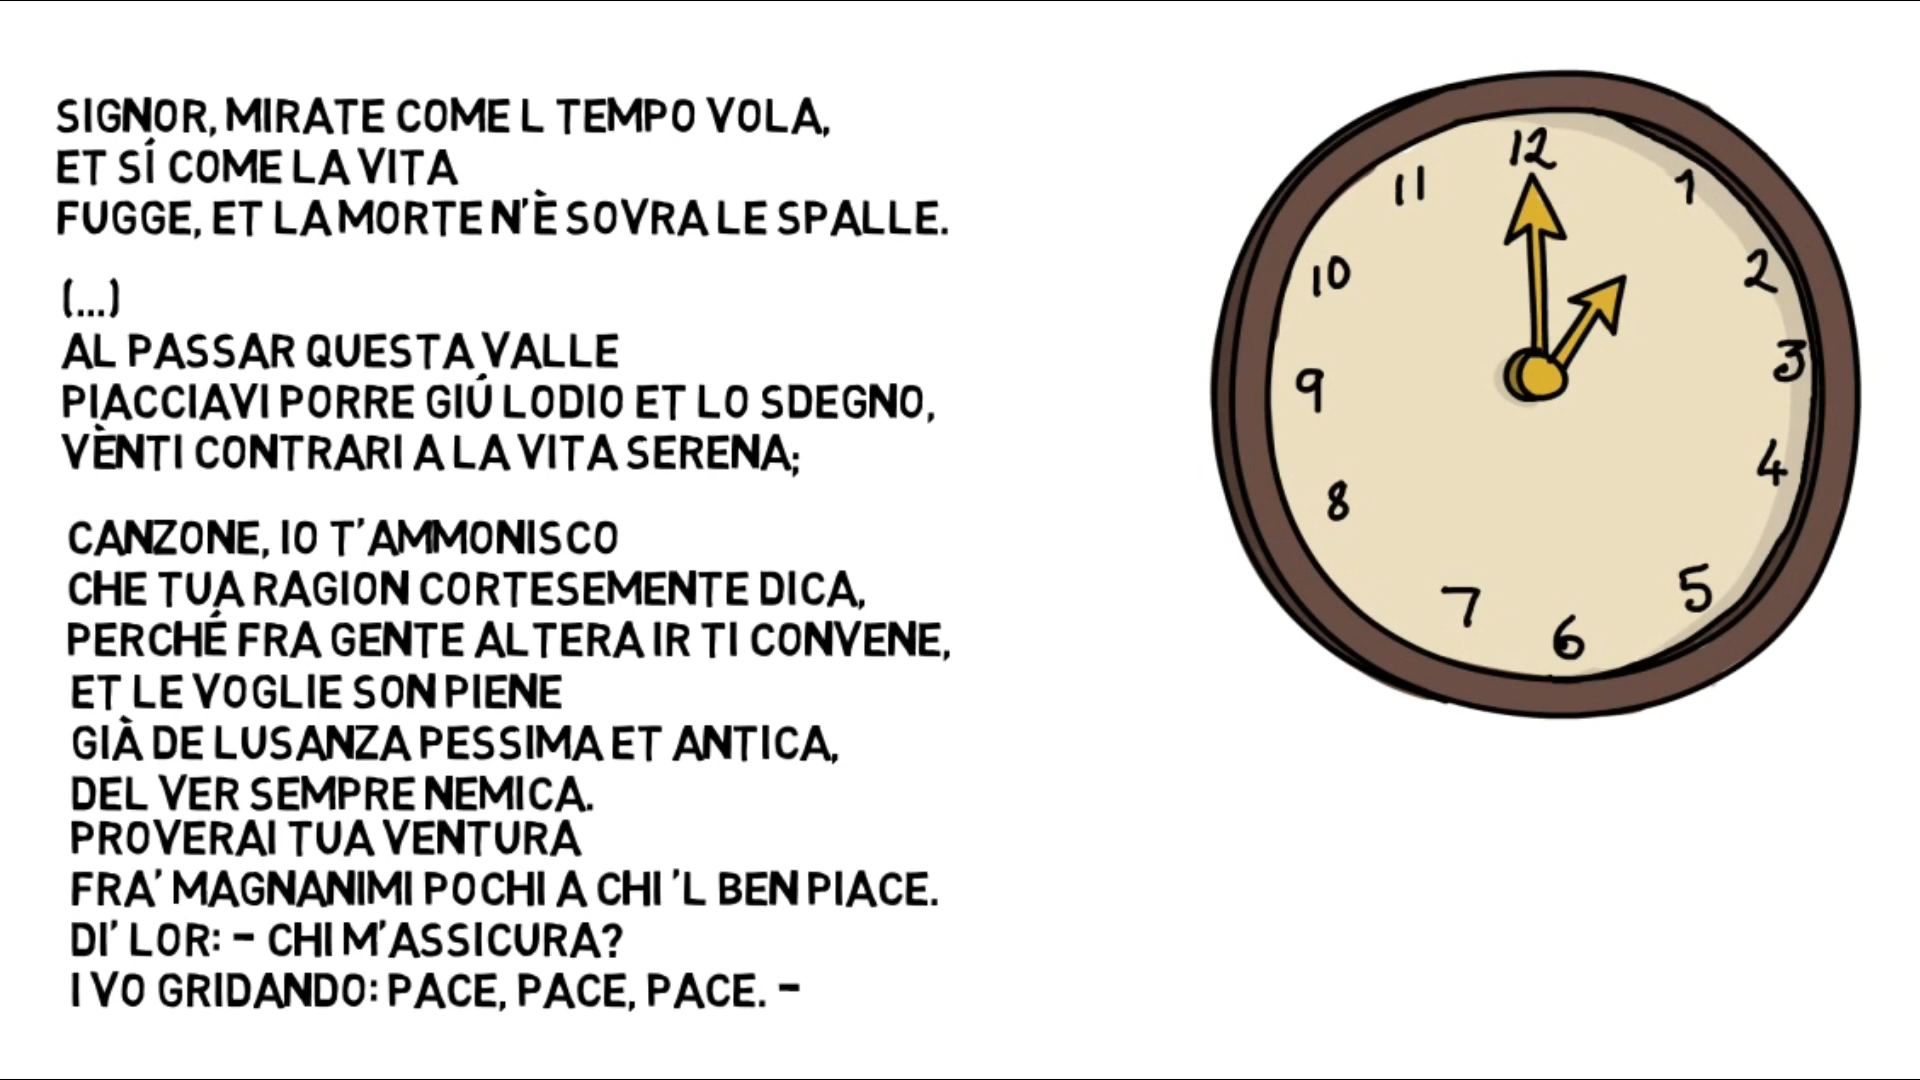 SIGNOR, MIRATE COME L TEMPO VOLA,
ET SÍ COME LA VITA
FUGGE, ET LA MORTE N'È SOVRA LE SPALLE.
(...)
AL PASSAR QUESTA VALLE
PIACCIAVI PORRE GIÚ LODIO ET LO SDEGNO,
VÈNTI CONTRARI A LA VITA SERENA;
CANZONE, IO T'AMMONISCO
CHE TUA RAGION CORTESEMENTE DICA,
PERCHÉ FRA GENTE ALTERA IR TI CONVENE,
ET LE VOGLIE SON PIENE
GIÀ DE LUSANZA PESSIMA ET ANTICA,
DEL VER SEMPRE NEMICA.
PROVERAI TUA VENTURA
FRA' MAGNANIMI POCHI A CHI 'L BEN PIACE.
DI' LOR: - CHI M'ASSICURA?
I VO GRIDANDO: PACE, PACE, PACE. -
12
11
1
10
2
9
3
8
4
7
5
6